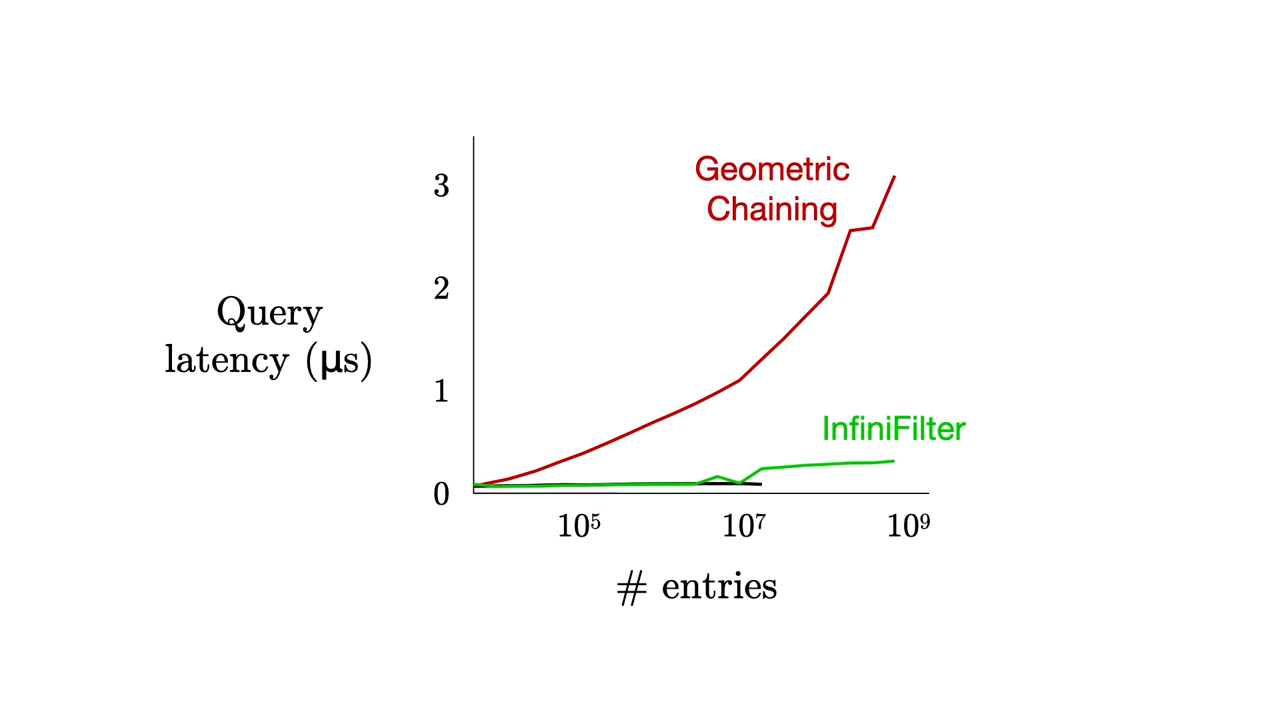 Geometric
Chaining
3
2
Query
latency (μs)
1
InfiniFilter
0
10⁵
10⁷
10⁹
# entries